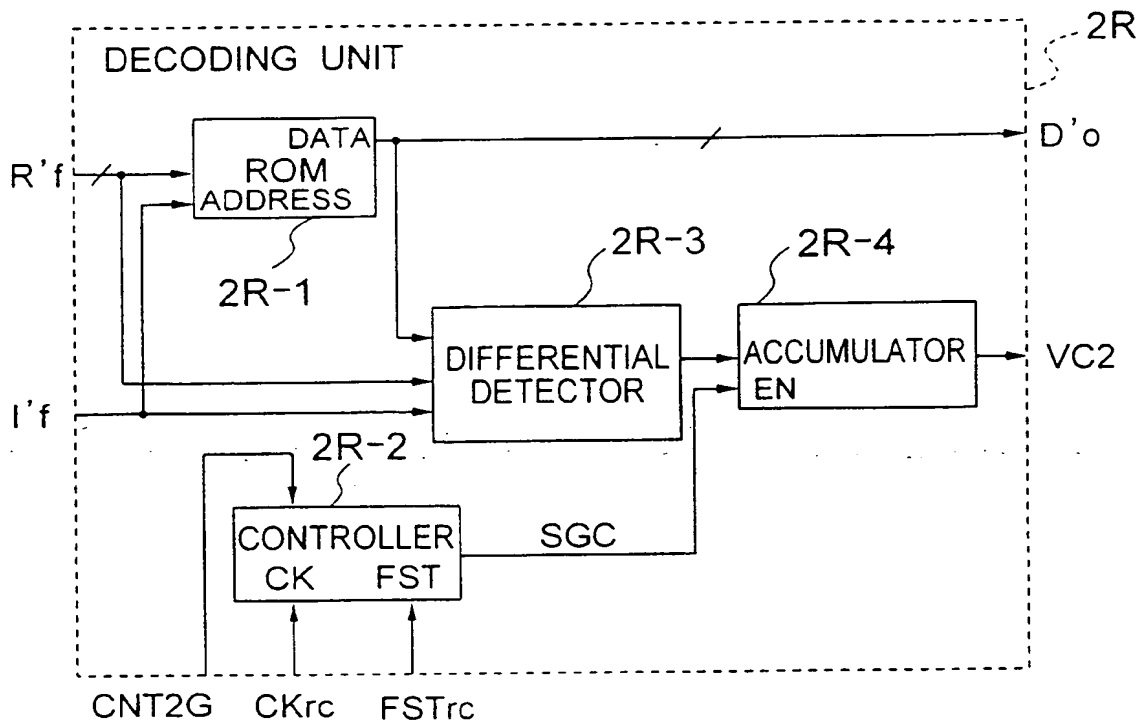 2R
DECODING UNIT
DATA
D'o
R'f
ROM
ADDRESS
2R-1
2R-3
2R-4
DIFFERENTIAL
DETECTOR
ACCUMULATOR
EN
VC2
I'f
2R-2
CONTROLLER
CK FST
SGC
CNT2G CKrc FSTrc